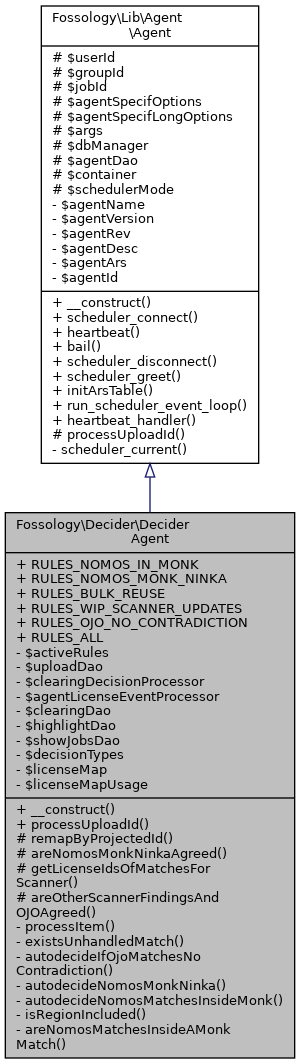 Fossology\Lib\Agent
\Agent
# $userId
# $groupId
# $jobId
# $agentSpecifOptions
# $agentSpecifLongOptions
# $args
# $dbManager
# $agentDao
# $container
# $schedulerMode
- $agentName
- $agentVersion
- $agentRev
- $agentDesc
- $agentArs
- $agentId
+ __construct()
+ scheduler_connect()
+ heartbeat()
+ bail()
+ scheduler_disconnect()
+ scheduler_greet()
+ initArsTable()
+ run_scheduler_event_loop()
+ heartbeat_handler()
# processUploadId()
- scheduler_current()
Fossology\Decider\Decider
Agent
+ RULES_NOMOS_IN_MONK
+ RULES_NOMOS_MONK_NINKA
+ RULES_BULK_REUSE
+ RULES_WIP_SCANNER_UPDATES
+ RULES_OJO_NO_CONTRADICTION
+ RULES_ALL
- $activeRules
- $uploadDao
- $clearingDecisionProcessor
- $agentLicenseEventProcessor
- $clearingDao
- $highlightDao
- $showJobsDao
- $decisionTypes
- $licenseMap
- $licenseMapUsage
+ __construct()
+ processUploadId()
# remapByProjectedId()
# areNomosMonkNinkaAgreed()
# getLicenseIdsOfMatchesFor
Scanner()
# areOtherScannerFindingsAnd
OJOAgreed()
- processItem()
- existsUnhandledMatch()
- autodecideIfOjoMatchesNo
Contradiction()
- autodecideNomosMonkNinka()
- autodecideNomosMatchesInsideMonk()
- isRegionIncluded()
- areNomosMatchesInsideAMonk
Match()